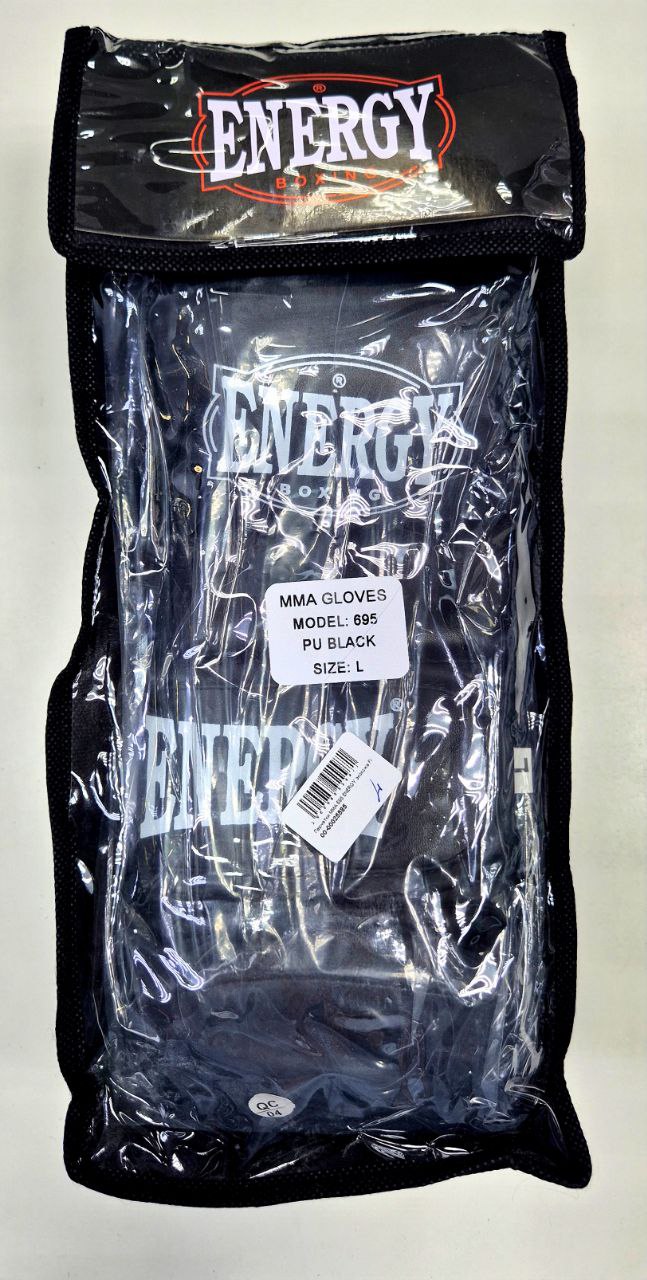 ®
ENERGY
BOXING
®
ENERGY
BOXING
MMA GLOVES
MODEL: 695
PU BLACK
SIZE: L
ENERGY®
L
QC
04